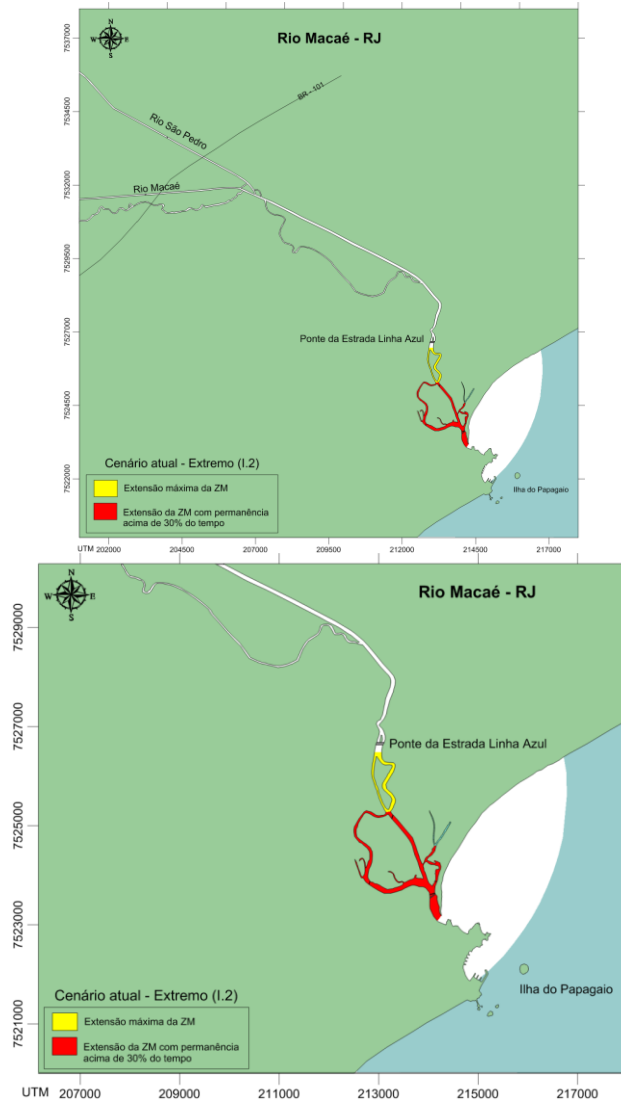 Rio Macaé - RJ
N
W E
S
7537000
7534500
7532000
7529500
7527000
7524500
7522000
BR-101
Rio São Pedro
Rio Macaé
Ponte da Estrada Linha Azul
Cenário atual - Extremo (I.2)
Extensão máxima da ZM
Extensão da ZM com permanência
acima de 30% do tempo
Ilha do Papagaio
UTM 202000 204500 207000 209500 212000 214500 217000
Rio Macaé - RJ
N
W E
S
7529000
7527000
7525000
7523000
7521000
Ponte da Estrada Linha Azul
Ilha do Papagaio
Cenário atual - Extremo (I.2)
Extensão máxima da ZM
Extensão da ZM com permanência
acima de 30% do tempo
UTM 207000 209000 211000 213000 215000 217000